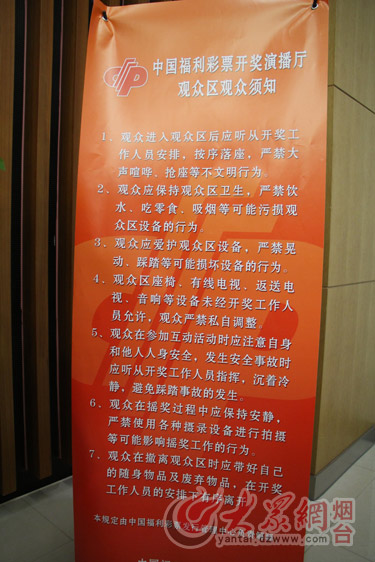 中国福利彩票开奖演播厅
观众区观众须知
1、观众进入观众区后应听从开奖工
作人员安排，按序落座，严禁大
声喧哗、抢座等不文明行为。
2、观众应保持观众区卫生，严禁饮
水、吃零食、吸烟等可能污损观
众区设备的行为。
3、观众应爱护观众区设备，严禁晃
动、踩踏等可能损坏设备的行为。
4、观众区座椅、有线电视、返送电
视、音响等设备未经开奖工作人
员允许，观众严禁私自调整。
5、观众在参加互动活动时应注意自身
和他人人身安全，发生安全事故时
应听从开奖工作人员指挥，沉着冷
静，避免踩踏事故的发生。
6、观众在摇奖过程中应保持安静，
严禁使用各种摄录设备进行拍摄
等可能影响摇奖工作的行为。
7、观众在撤离观众区时应带好自己
的随身物品及废弃物品，在开奖
工作人员的安排下有序离开。
本规定由中国福利彩票发行管理中心
大众網 烟台
yantai.dzwww.com